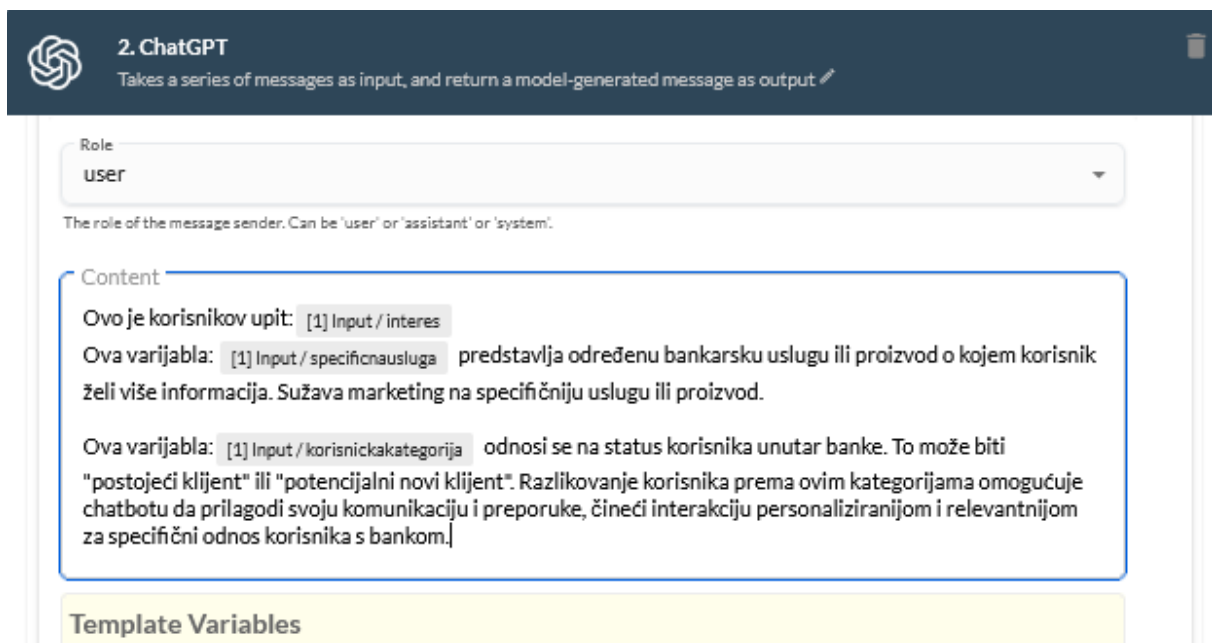 2. ChatGPT
Takes a series of messages as input, and return a model-generated message as output
Role
user
The role of the message sender. Can be 'user' or 'assistant' or 'system'.
Content
Ovo je korisnikov upit: [1] Input / interes
Ova varijabla: [1] Input / specificnausluga predstavlja određenu bankarsku uslugu ili proizvod o kojem korisnik
želi više informacija. Sužava marketing na specifičniju uslugu ili proizvod.
Ova varijabla: [1] Input / korisnickakategorija odnosi se na status korisnika unutar banke. To može biti
"postojeći klijent" ili "potencijalni novi klijent". Razlikovanje korisnika prema ovim kategorijama omogućuje
chatbotu da prilagodi svoju komunikaciju i preporuke, čineći interakciju personaliziranijom i relevantnijom
za specifični odnos korisnika s bankom.
Template Variables